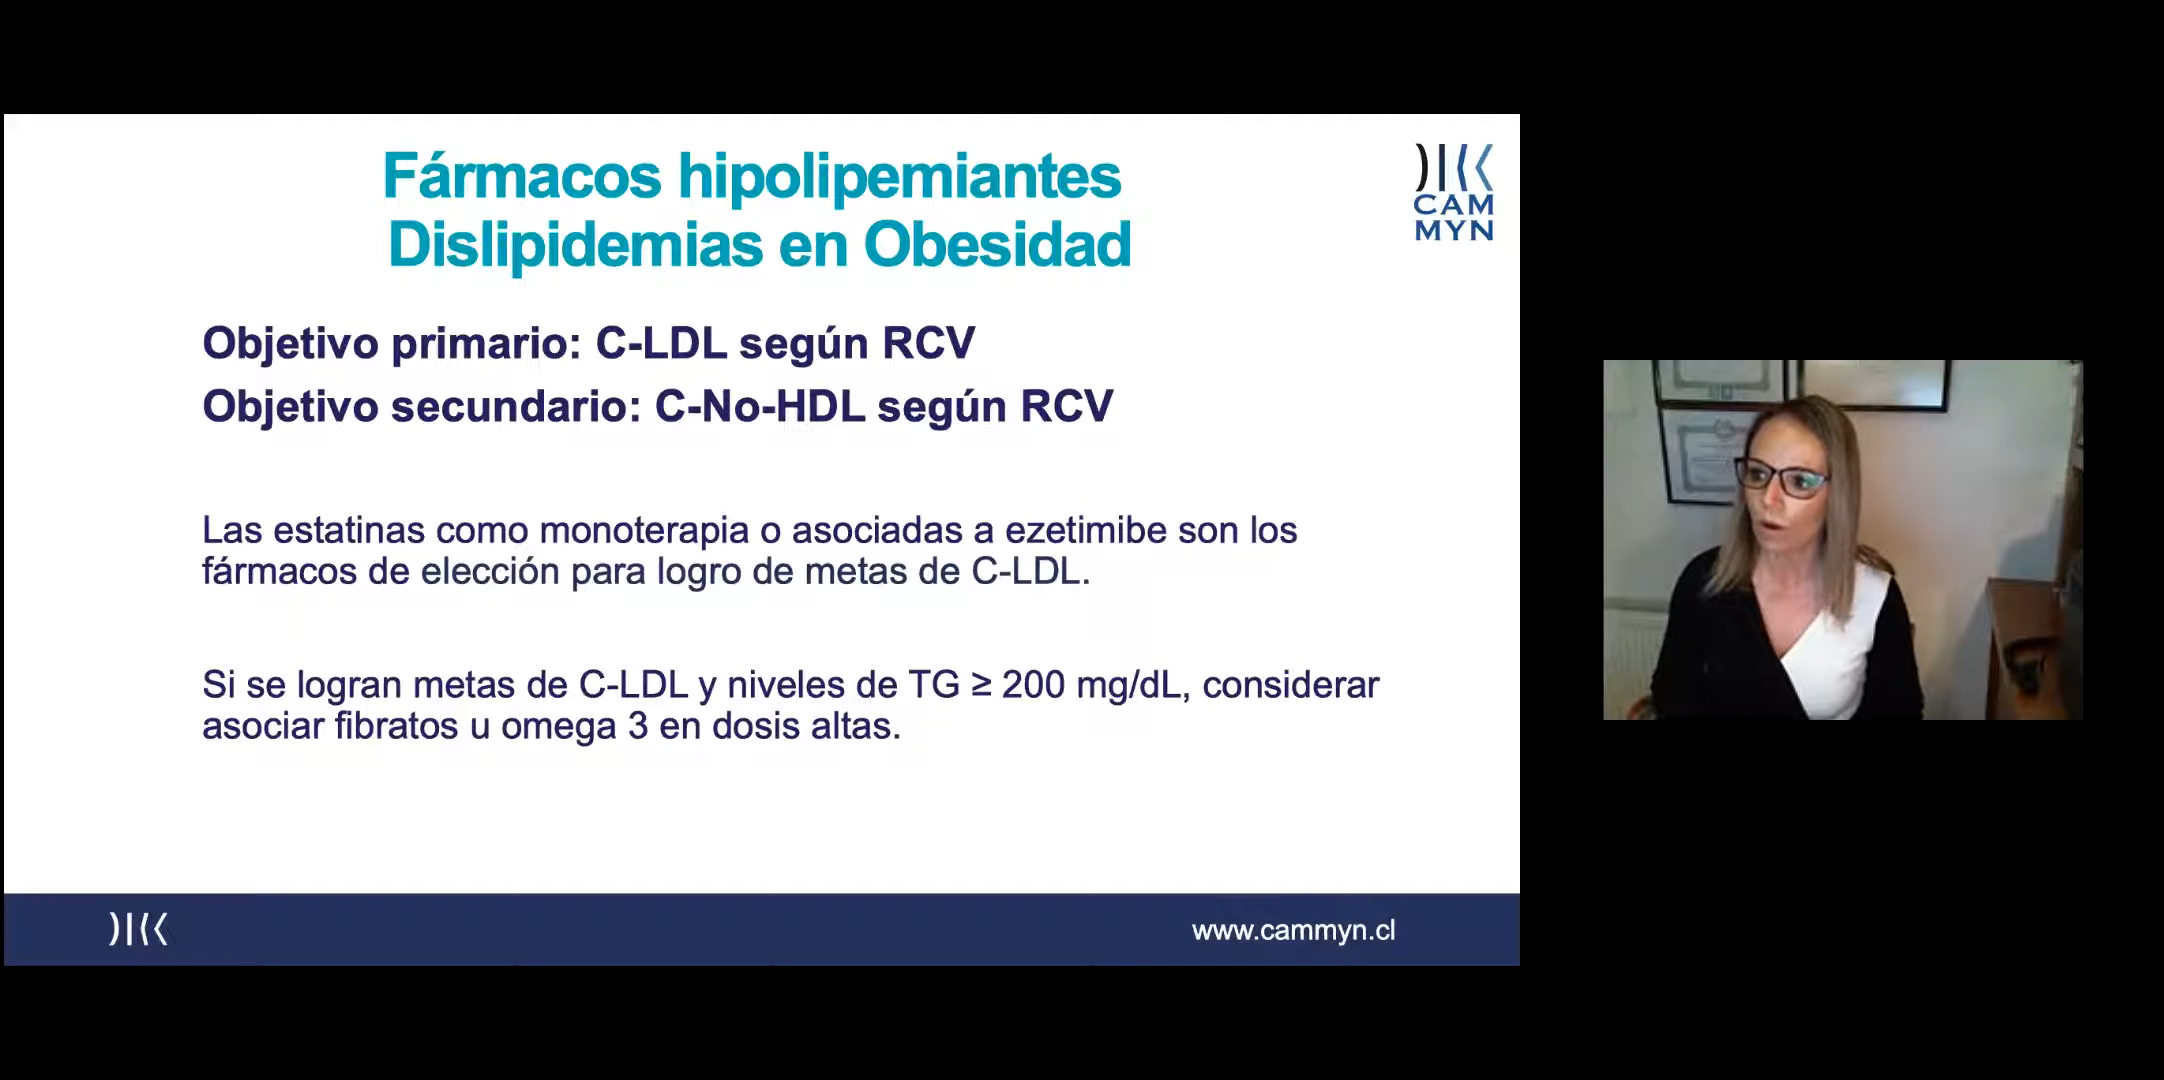 Fármacos hipolipemiantes
Dislipidemias en Obesidad
CAM
MYN
Objetivo primario: C-LDL según RCV
Objetivo secundario: C-No-HDL según RCV
Las estatinas como monoterapia o asociadas a ezetimibe son los
fármacos de elección para logro de metas de C-LDL.
Si se logran metas de C-LDL y niveles de TG ≥ 200 mg/dL, considerar
asociar fibratos u omega 3 en dosis altas.
www.cammyn.cl